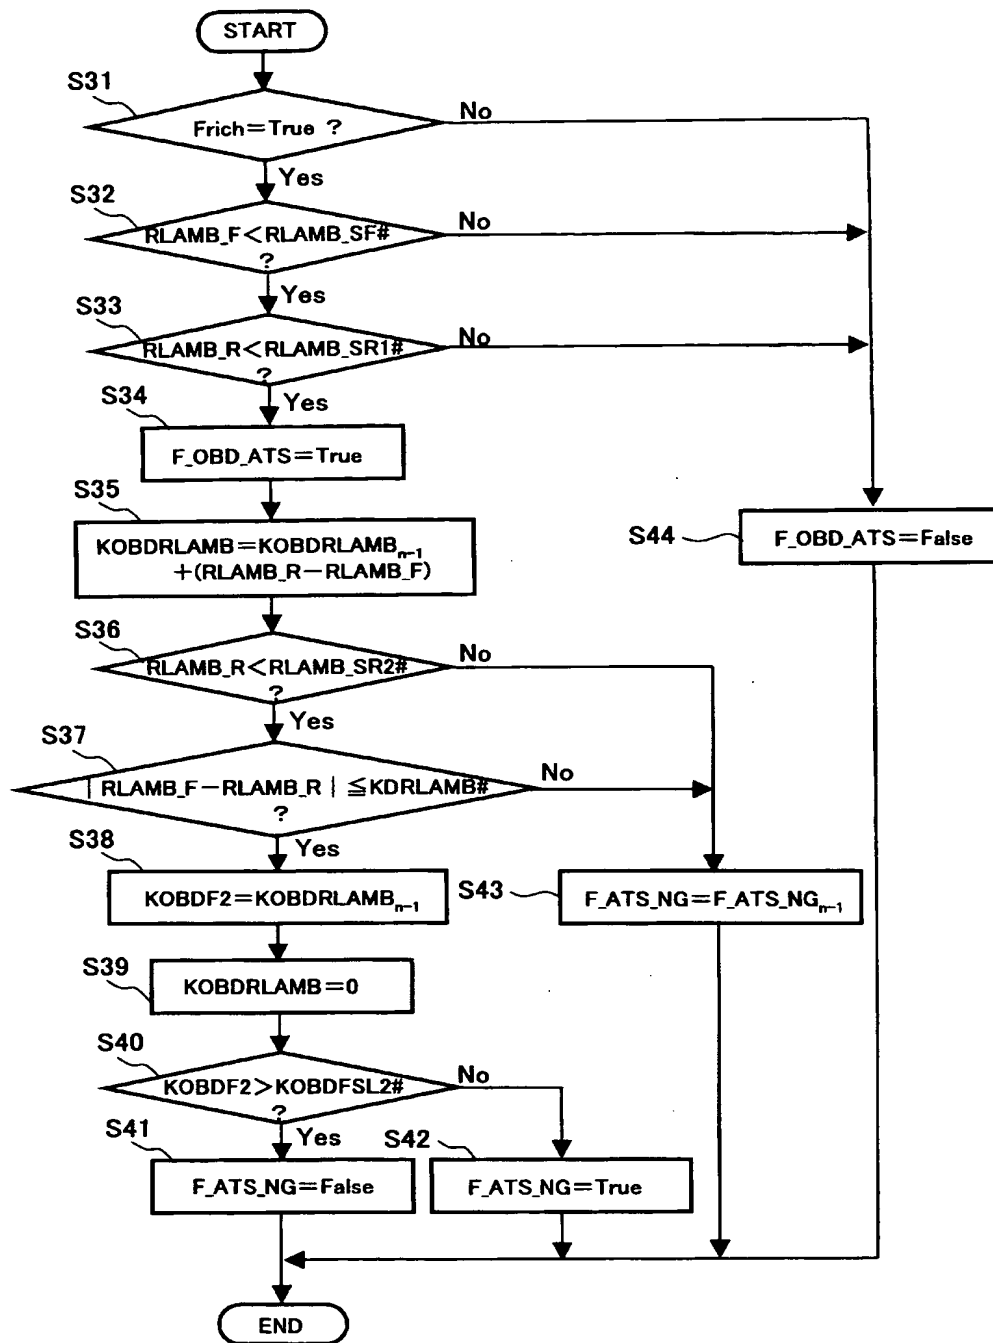 START
S31
Frich=True ?
No
Yes
S32
RLAMB_F<RLAMB_SF#
?
No
Yes
S33
RLAMB_R<RLAMB_SR1#
?
No
Yes
S34
F_OBD_ATS=True
S35
KOBDRLAMB=KOBDRLAMBn-1
+(RLAMB_R-RLAMB_F)
S44
F_OBD_ATS=False
S36
RLAMB_R<RLAMB_SR2#
?
No
Yes
S37
| RLAMB_F-RLAMB_R | ≦KDRLAMB#
?
No
Yes
S38
KOBDF2=KOBDRLAMBn-1
S43
F_ATS_NG=F_ATS_NGn-1
S39
KOBDRLAMB=0
S40
KOBDF2>KOBDFSL2#
?
No
Yes
S41
F_ATS_NG=False
S42
F_ATS_NG=True
END